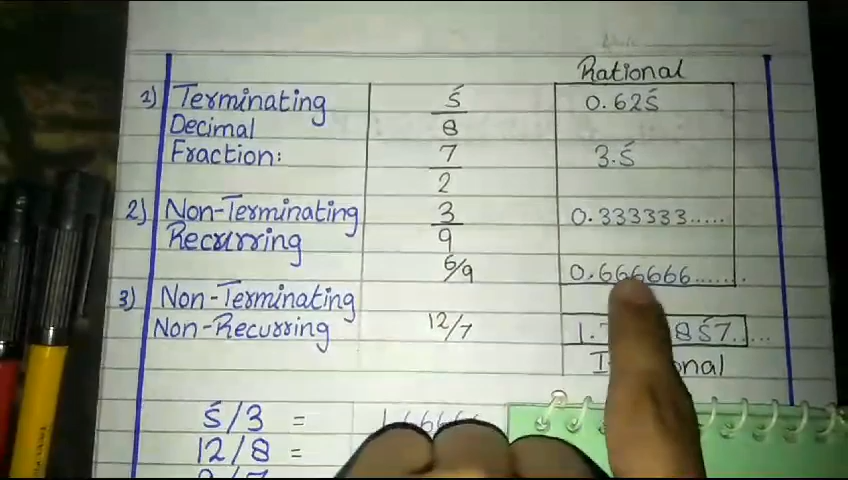 Rational
1) Terminating 5/8 0.625
Decimal
Fraction: 7/2 3.5
2) Non-Terminating 3/9 0.333333.....
Recurring
6/9 0.666666........
3) Non-Terminating
Non-Recurring 12/7
5/3 =
12/8 =